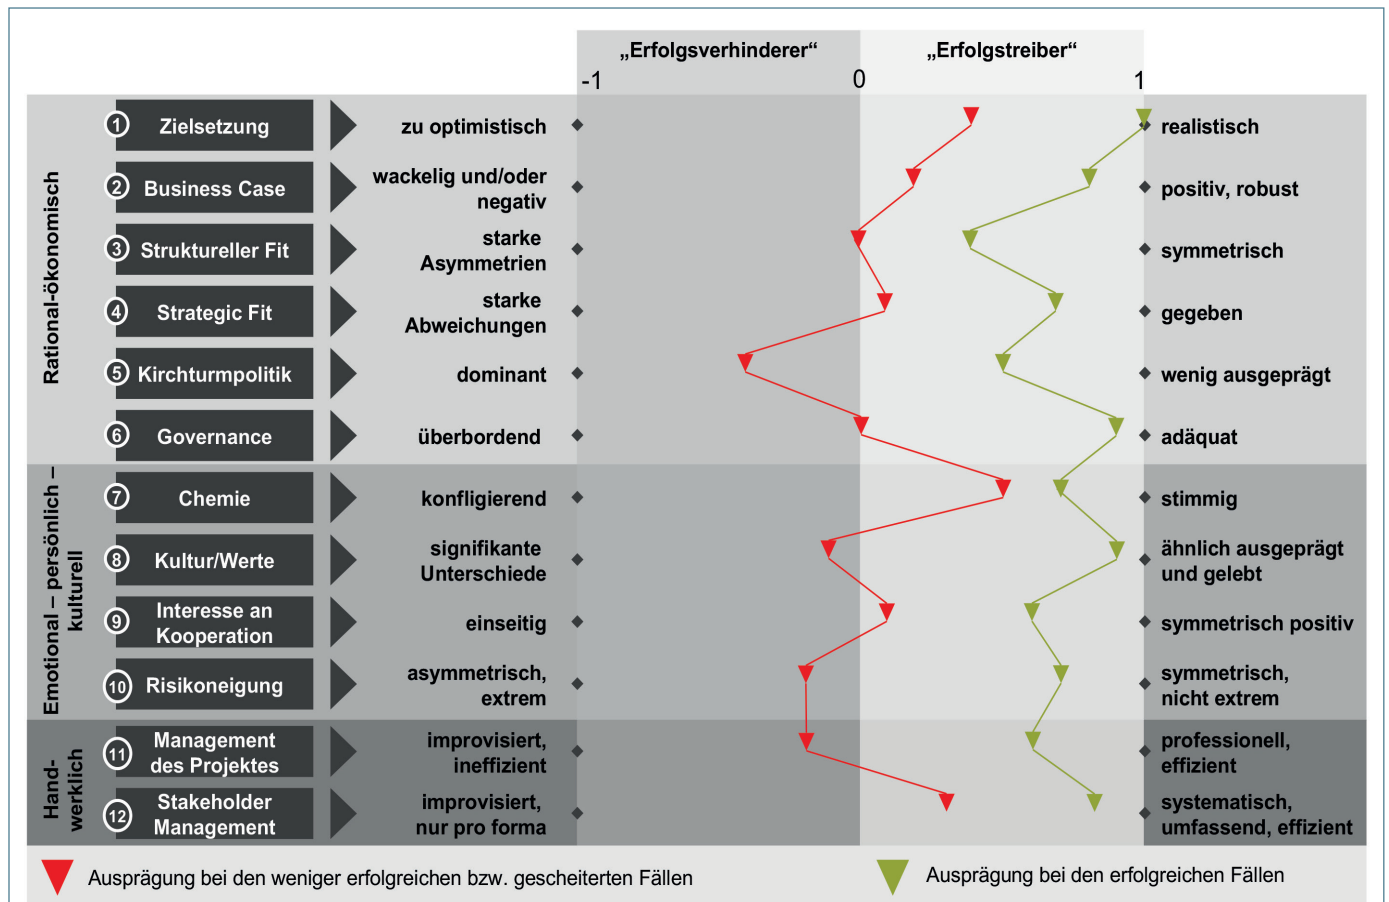 „Erfolgsverhinderer“ „Erfolgstreiber“
-1 0 1
Rational-ökonomisch
1 Zielsetzung zu optimistisch realistisch
2 Business Case wackelig und/oder
negativ positiv, robust
3 Struktureller Fit starke
Asymmetrien symmetrisch
4 Strategic Fit starke
Abweichungen gegeben
5 Kirchturmpolitik dominant wenig ausgeprägt
6 Governance überbordend adäquat
Emotional – persönlich –
kulturell
7 Chemie konfligierend stimmig
8 Kultur/Werte signifikante
Unterschiede ähnlich ausgeprägt
und gelebt
9 Interesse an
Kooperation einseitig symmetrisch positiv
10 Risikoneigung asymmetrisch,
extrem symmetrisch,
nicht extrem
Hand-
werklich
11 Management
des Projektes improvisiert,
ineffizient professionell,
effizient
12 Stakeholder
Management improvisiert,
nur pro forma systematisch,
umfassend, effizient
Ausprägung bei den weniger erfolgreichen bzw. gescheiterten Fällen
Ausprägung bei den erfolgreichen Fällen